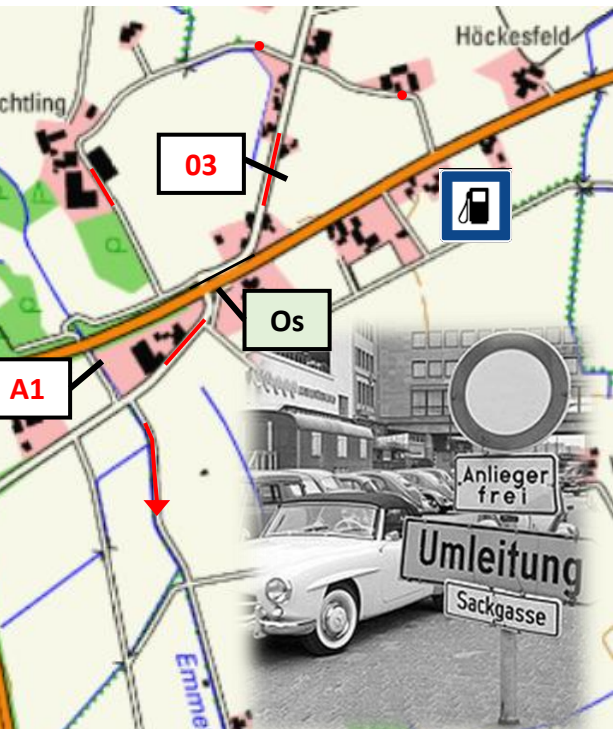 Höckesfeld
chtling
03
Os
A1
Anlieger
frei
Umleitung
Sackgasse
Emme